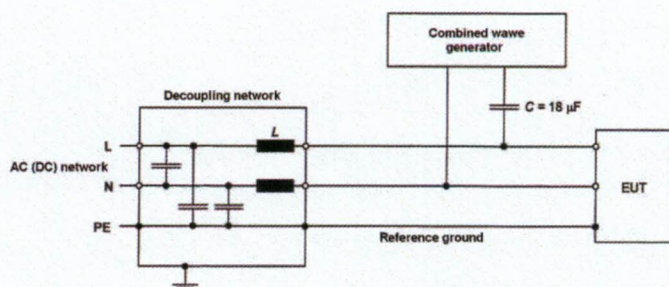 Combined wawe
generator
Decoupling network
C = 18 µF
L
L
AC (DC) network
N
EUT
PE
Reference ground